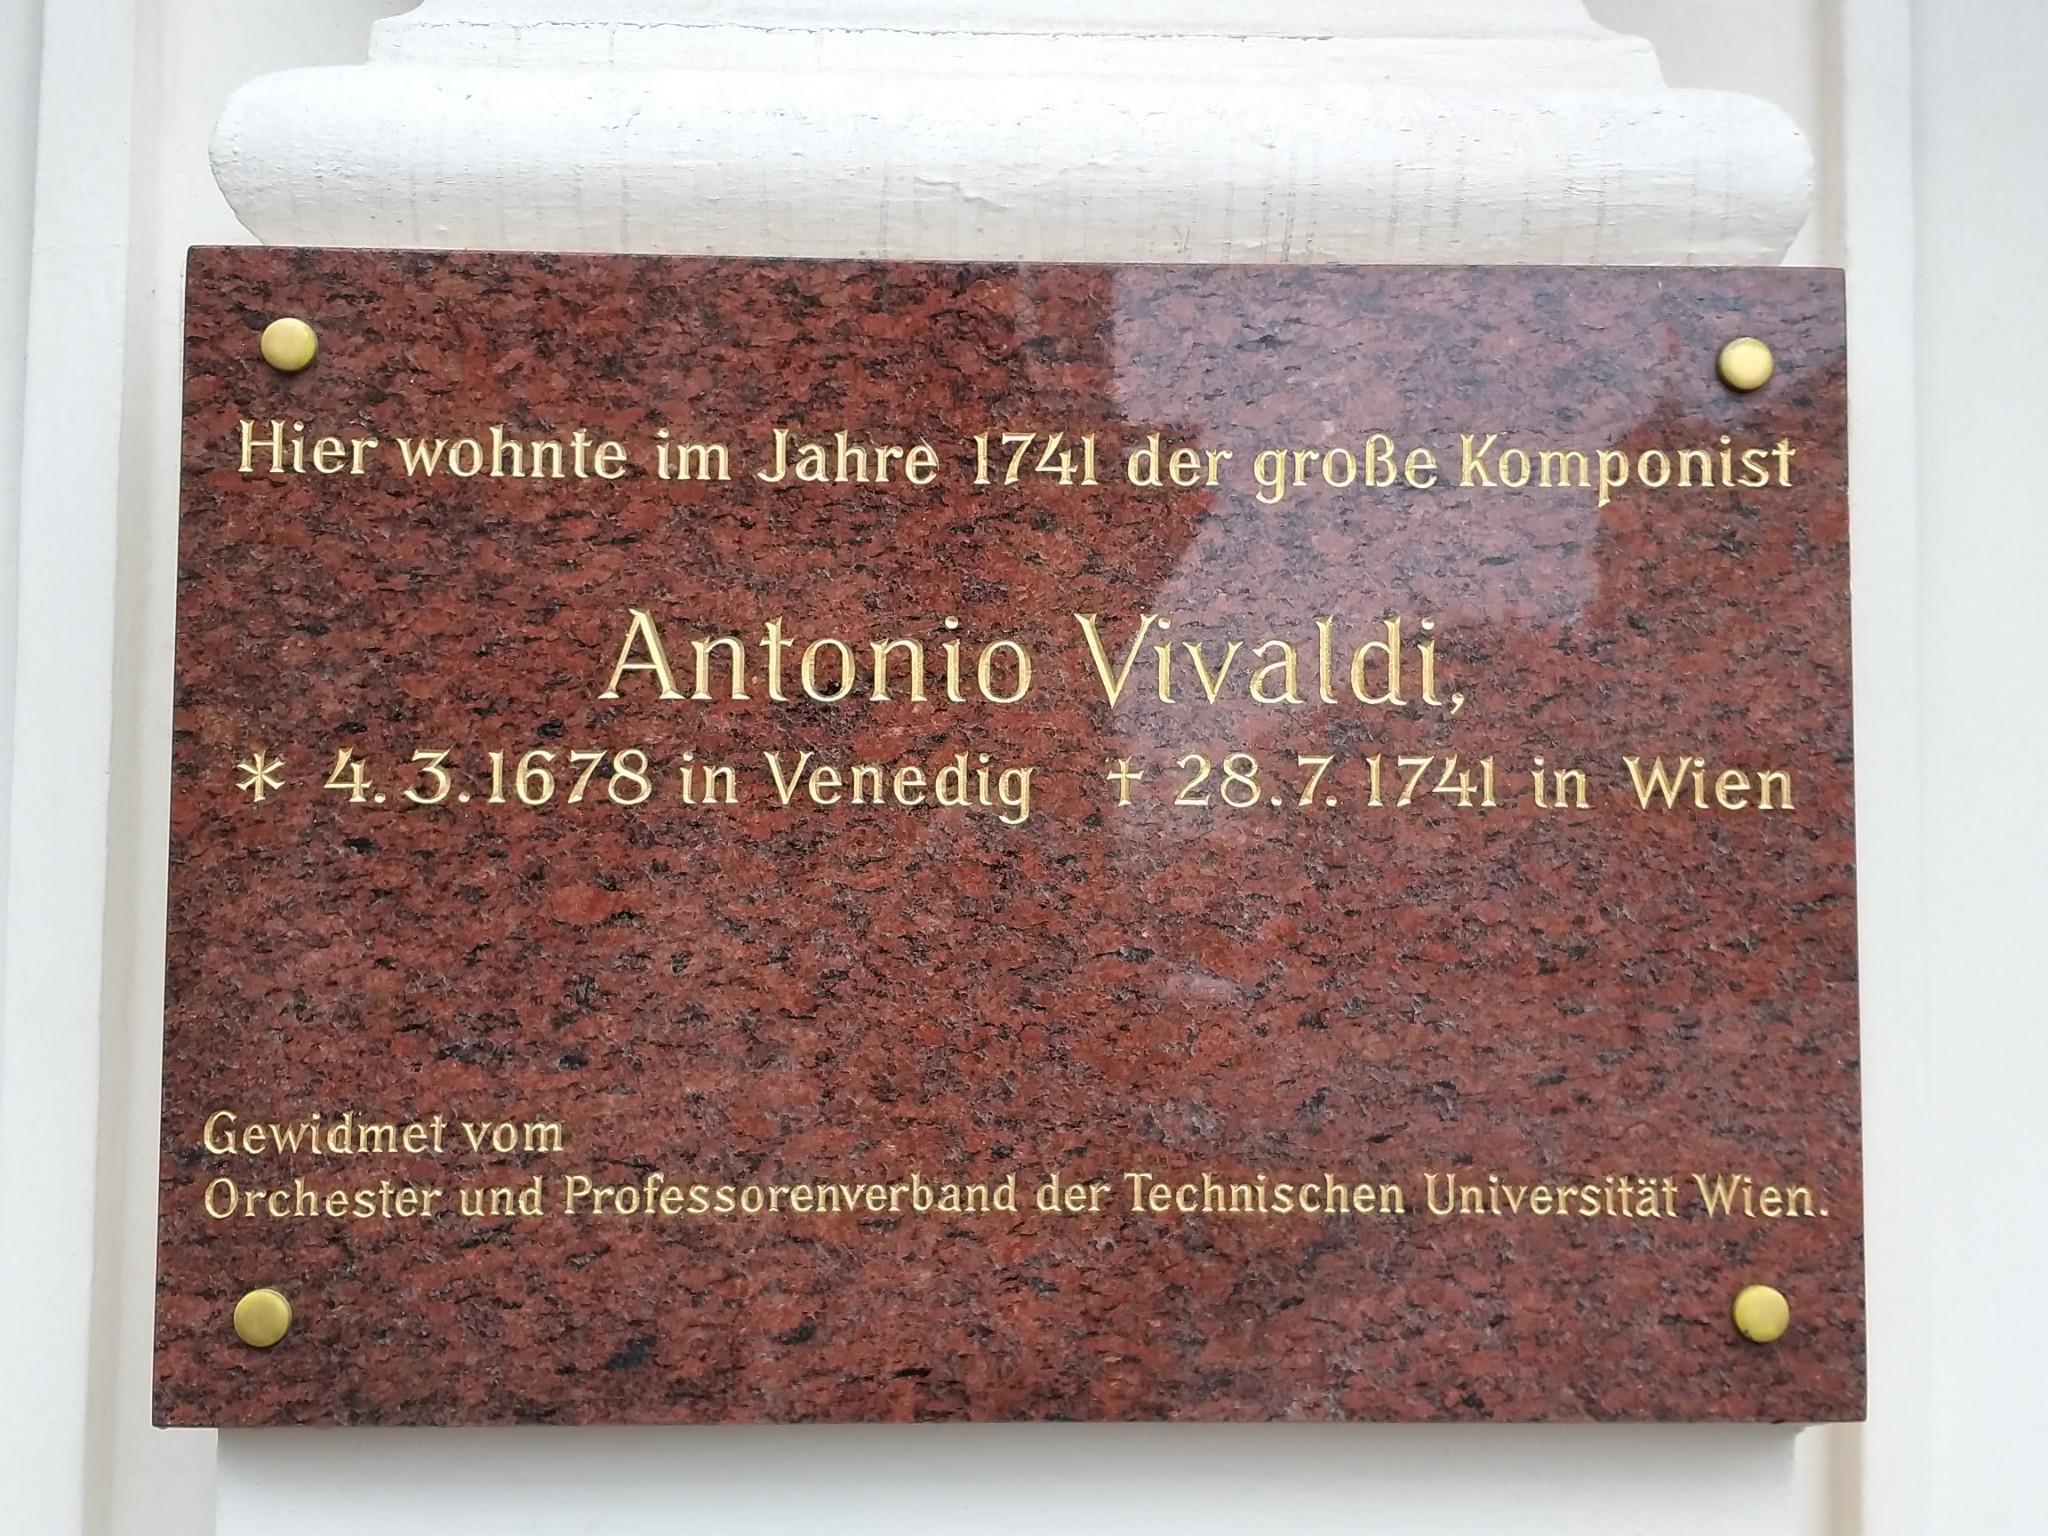 Hier wohnte im Jahre 1741 der große Komponist
Antonio Vivaldi,
* 4.3.1678 in Venedig † 28.7.1741 in Wien
Gewidmet vom
Orchester und Professorenverband der Technischen Universität Wien.